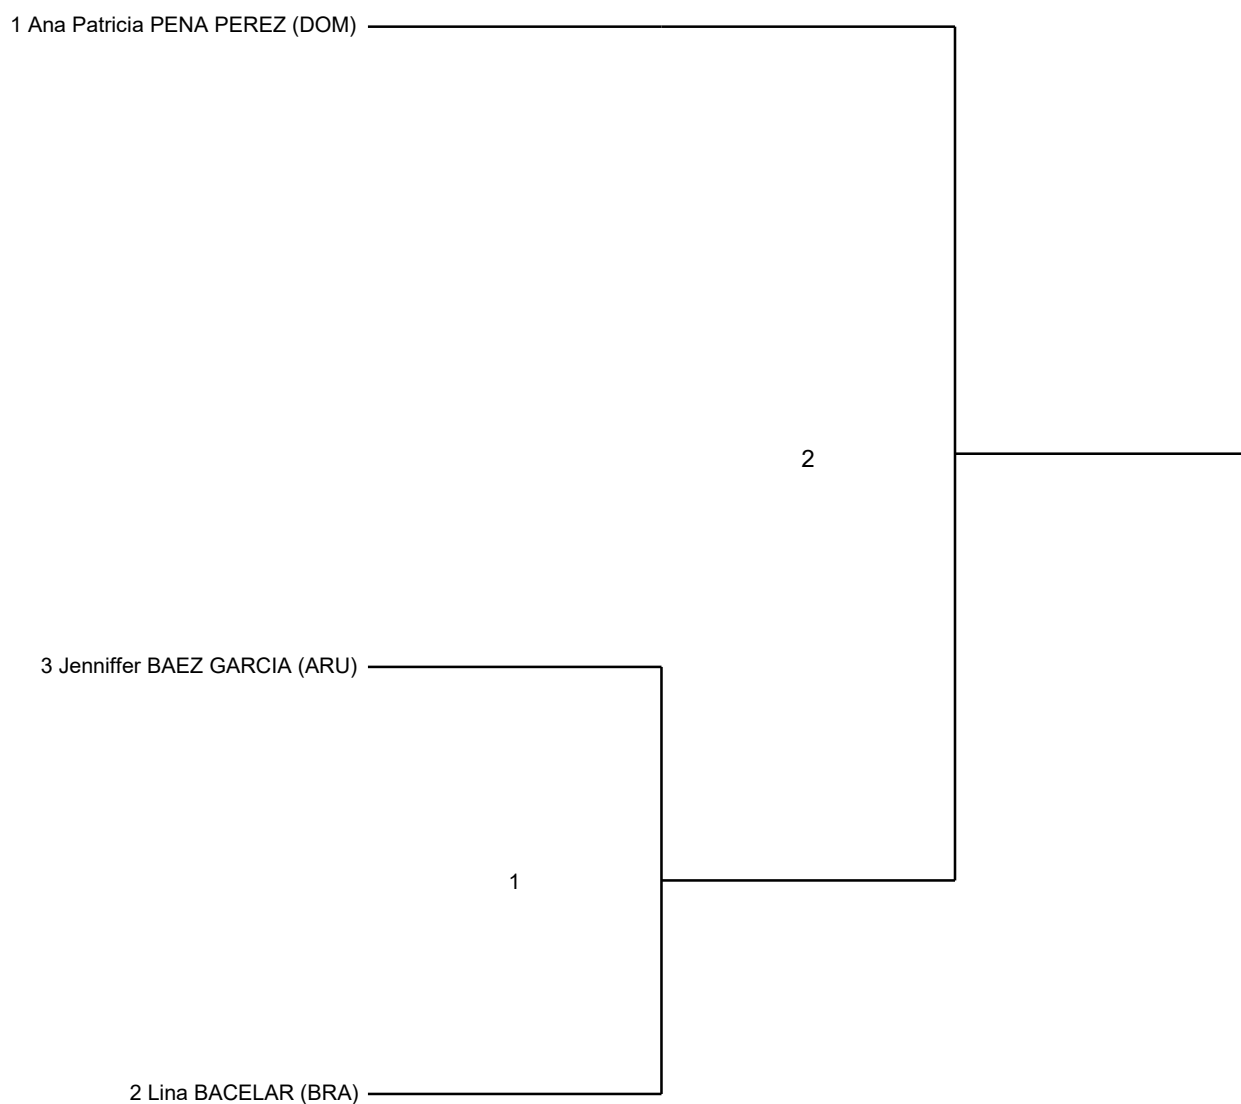 1 Ana Patricia PENA PEREZ (DOM)
2
3 Jenniffer BAEZ GARCIA (ARU)
1
2 Lina BACELAR (BRA)